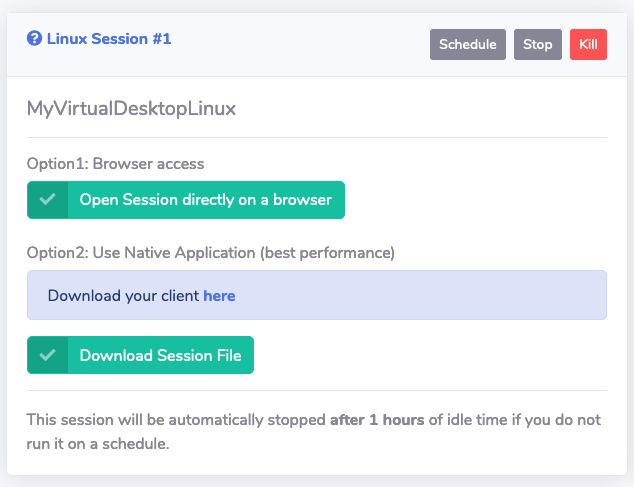 Linux Session #1
Schedule
Stop
Kill
MyVirtualDesktopLinux
Option1: Browser access
Open Session directly on a browser
Option2: Use Native Application (best performance)
Download your client here
Download Session File
This session will be automatically stopped after 1 hours of idle time if you do not
run it on a schedule.